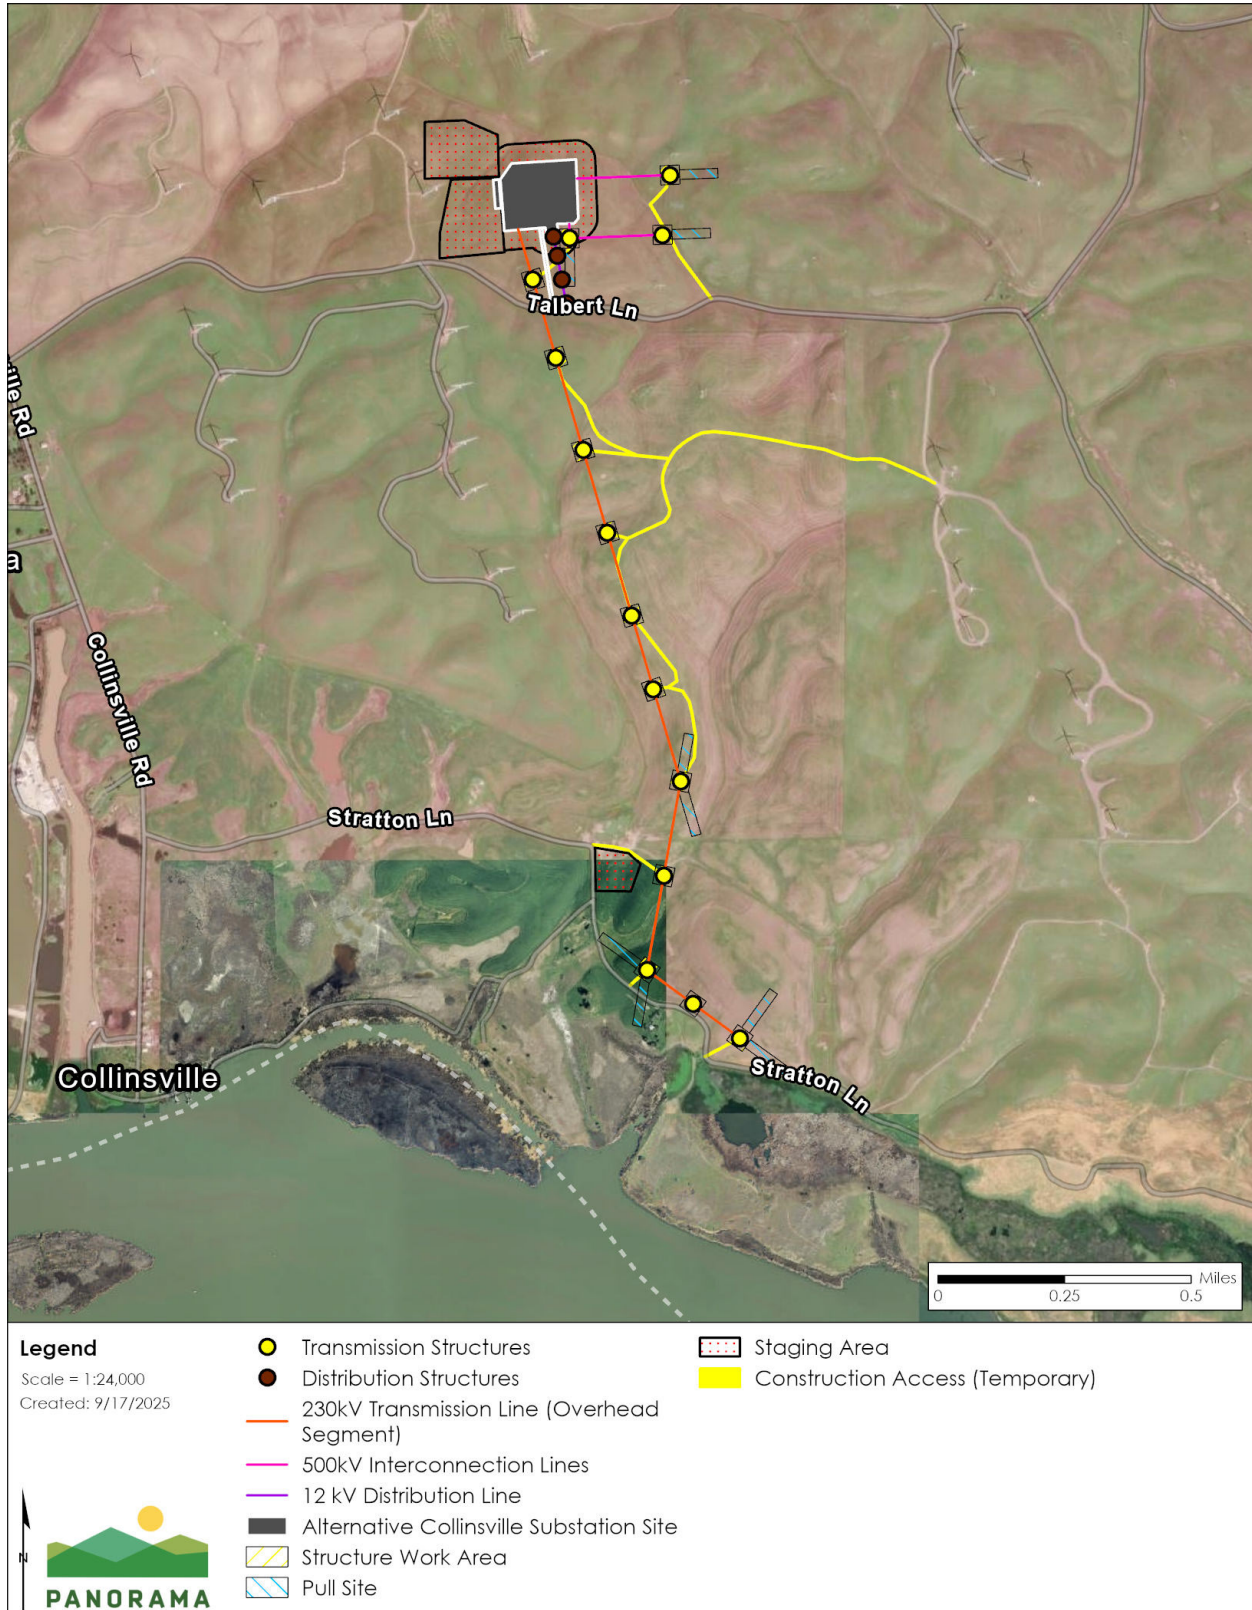 Talbert Ln
ville Rd
a
Collinsville Rd
Stratton Ln
Collinsville
Stratton Ln
Miles
0 0.25 0.5
Legend
Scale = 1:24,000
Created: 9/17/2025
N
PANORAMA
Transmission Structures
Distribution Structures
230kV Transmission Line (Overhead
Segment)
500kV Interconnection Lines
12 kV Distribution Line
Alternative Collinsville Substation Site
Structure Work Area
Pull Site
Staging Area
Construction Access (Temporary)